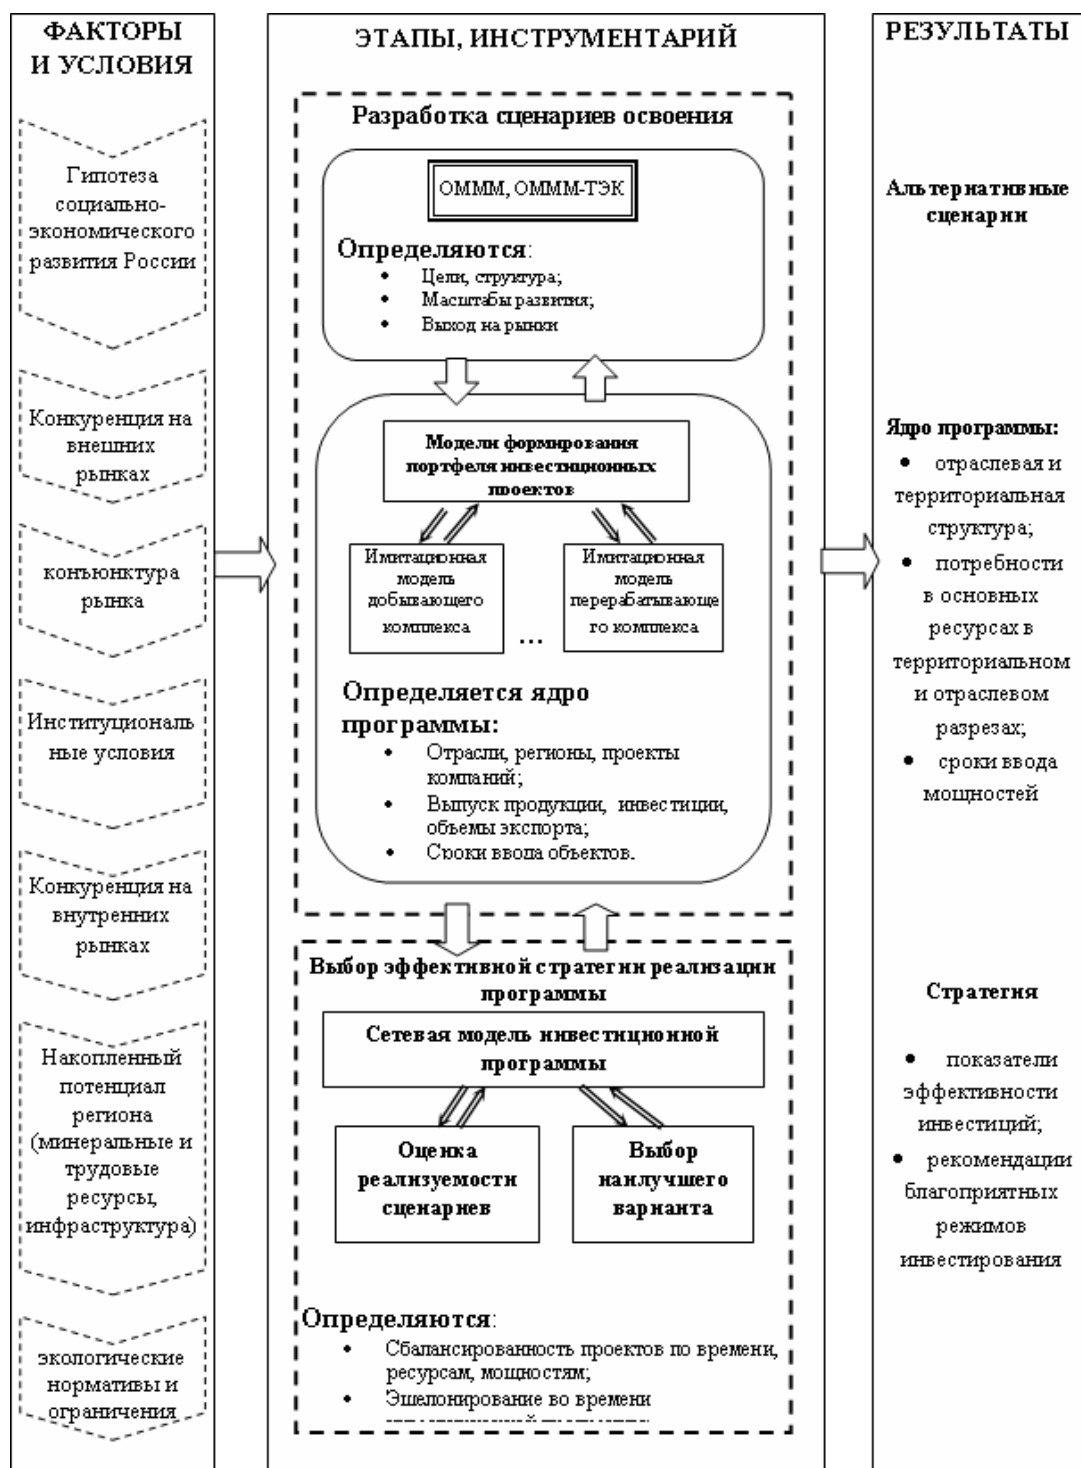 ФАКТОРЫ
И УСЛОВИЯ
Гипотеза
социально-
экономического
развития России
Конкуренция на
внешних
рынках
конъюнктура
рынка
Институциональ
ные условия
Конкуренция на
внутренних
рынках
Накопленный
потенциал
региона
(минеральные и
трудовые
ресурсы,
инфраструктура)
экологические
нормативы и
ограничения
ЭТАПЫ, ИНСТРУМЕНТАРИЙ
Разработка сценариев освоения
ОМММ, ОМММ-ТЭК
Определяются:
• Цели, структура;
• Масштабы развития;
• Выход на рынки
Модели формирования
портфеля инвестиционных
проектов
Имитационная
модель
добывающего
комплекса
...
Имитационная
модель
перерабатывающе
го комплекса
Определяется ядро
программы:
• Отрасли, регионы, проекты
компаний;
• Выпуск продукции, инвестиции,
объемы экспорта;
• Сроки ввода объектов.
Выбор эффективной стратегии реализации
программы
Сетевая модель инвестиционной
программы
Оценка
реализуемости
сценариев
Выбор
наилучшего
варианта
Определяются:
• Сбалансированность проектов по времени,
ресурсам, мощностям;
• Эшелонирование во времени
РЕЗУЛЬТАТЫ
Альтернативные
сценарии
Ядро программы:
• отраслевая и
территориальная
структура;
• потребности
в основных
ресурсах в
территориальном
и отраслевом
разрезах;
• сроки ввода
мощностей
Стратегия
• показатели
эффективности
инвестиций;
• рекомендации
благоприятных
режимов
инвестирования